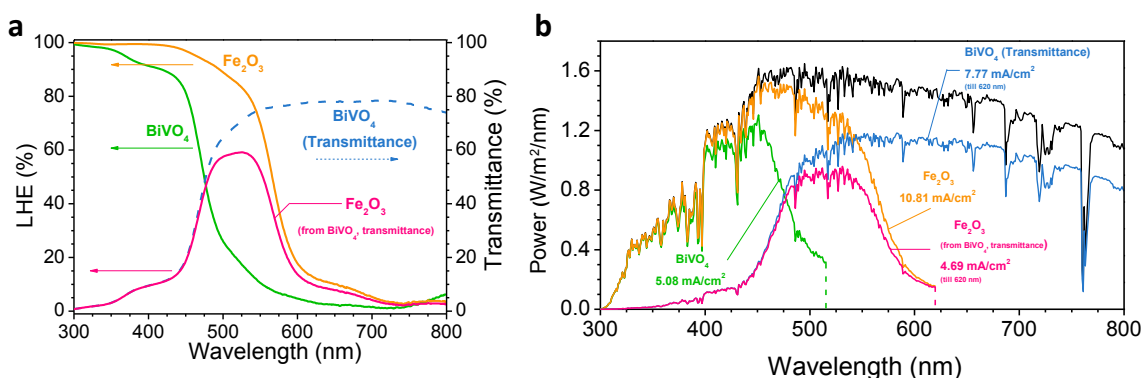 a
100
80
60
40
20
0
LHE (%)
300
400
500
600
700
800
Wavelength (nm)
100
80
60
40
20
0
Transmittance (%)
Fe2O3
BiVO4
BiVO4
(Transmittance)
Fe2O3
(from BiVO4, transmittance)
b
1.6
1.2
0.8
0.4
0.0
Power (W/m2/nm)
300
400
500
600
700
800
Wavelength (nm)
BiVO4 (Transmittance)
7.77 mA/cm2
(till 620 nm)
Fe2O3
10.81 mA/cm2
BiVO4
5.08 mA/cm2
Fe2O3
(from BiVO4, transmittance)
4.69 mA/cm2
(till 620 nm)